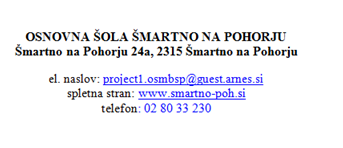 OSNOVNA ŠOLA ŠMARTNO NA POHORJU
Šmartno na Pohorju 24a, 2315 Šmartno na Pohorju
el. naslov: project1.osmbsp@guest.arnes.si
spletna stran: www.smartno-poh.si
telefon: 02 80 33 230